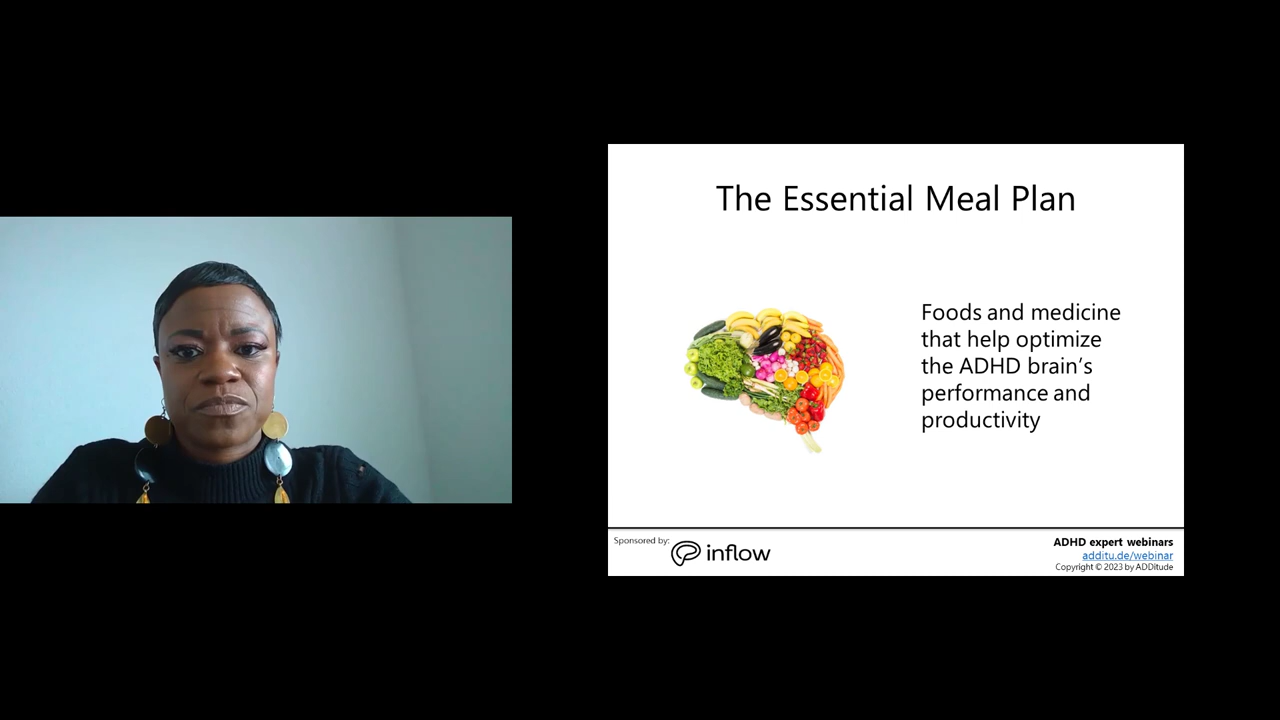 The Essential Meal Plan
Foods and medicine
that help optimize
the ADHD brain's
performance and
productivity
Sponsored by:
inflow
ADHD expert webinars
additu.de/webinar
Copyright © 2023 by ADDitude